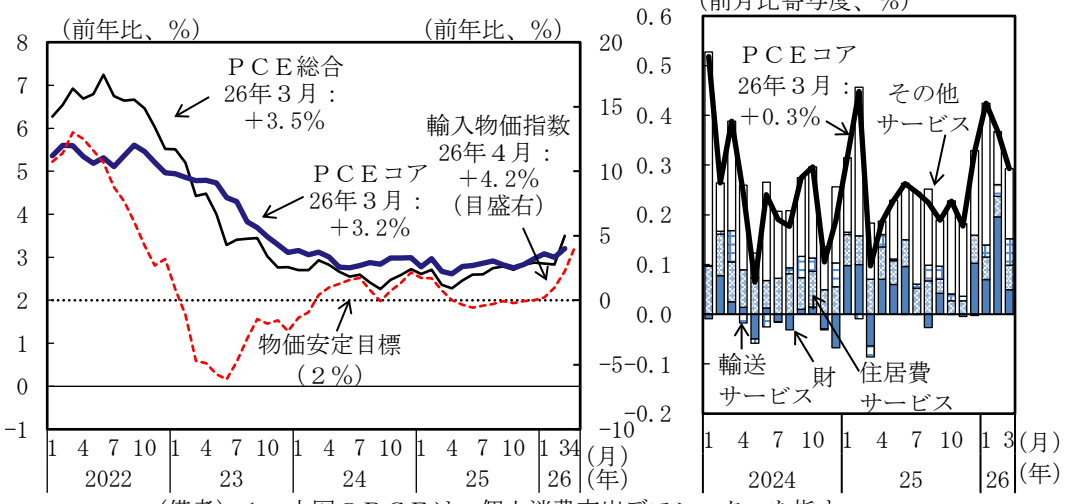 (前年比、%)
(前年比、%)
8
7
6
5
4
3
2
1
0
-1
20
15
10
5
0
-5
-10
PCE総合
26年3月:
+3.5%
PCEコア
26年3月:
+3.2%
輸入物価指数
26年4月:
+4.2%
(目盛右)
物価安定目標
(2%)
1 4 7 10 1 4 7 10 1 4 7 10 1 4 7 10 1 34 (月)
2022 23 24 25 26 (年)
(前月比寄与度、%)
0.6
0.5
0.4
0.3
0.2
0.1
0.0
-0.1
-0.2
PCEコア
26年3月:
+0.3%
その他
サービス
輸送
サービス
財
住居費
サービス
1 4 7 10 1 4 7 10 1 3 (月)
2024 25 26 (年)